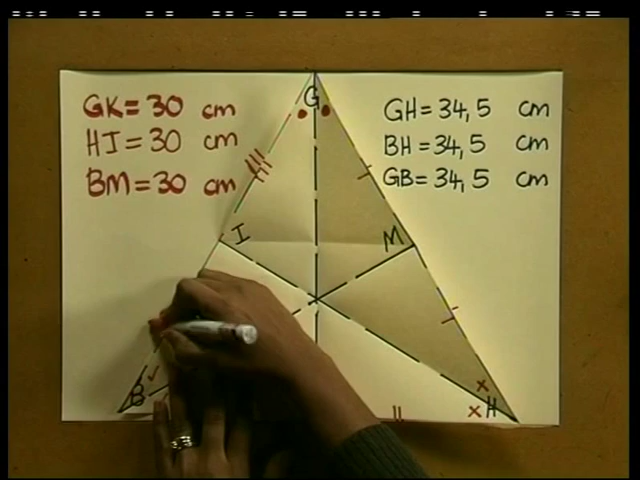 GK = 30 cm
HI = 30 cm
BM = 30 cm
GH = 34,5 cm
BH = 34,5 cm
GB = 34,5 cm
G
I
M
B
H